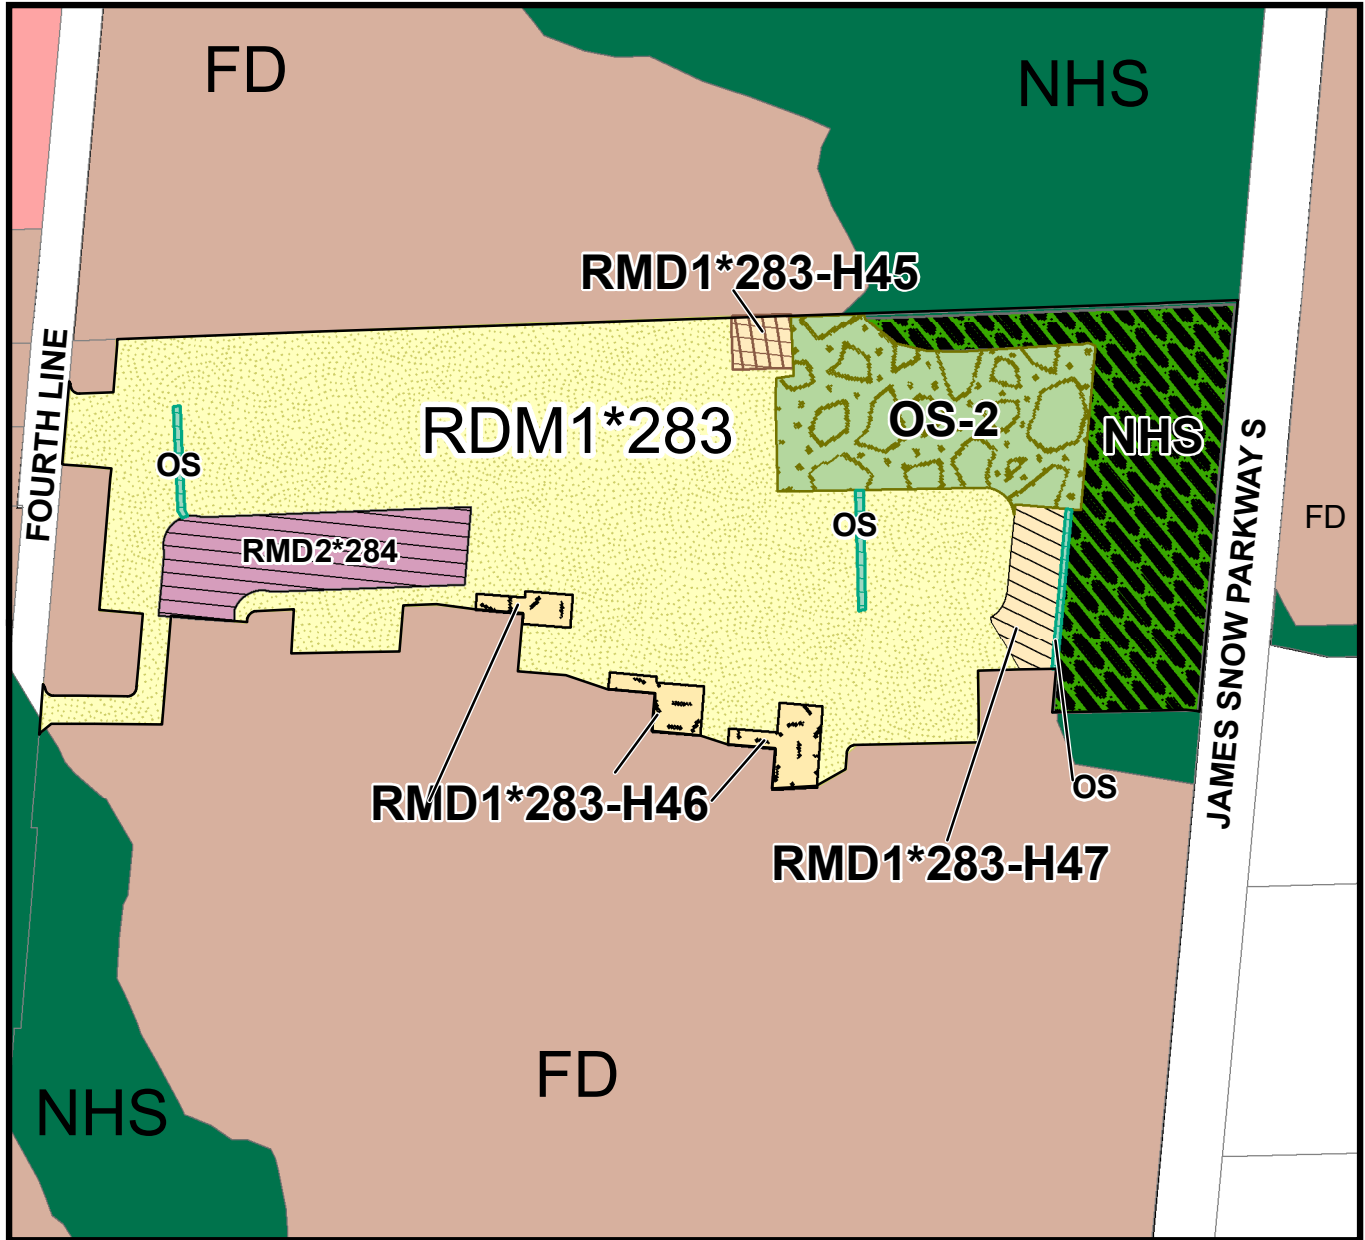 FD
NHS
RMD1*283-H45
FOURTH LINE
RDM1*283
OS-2
NHS
OS
OS
FD
RMD2*284
JAMES SNOW PARKWAY S
RMD1*283-H46
OS
RMD1*283-H47
FD
NHS